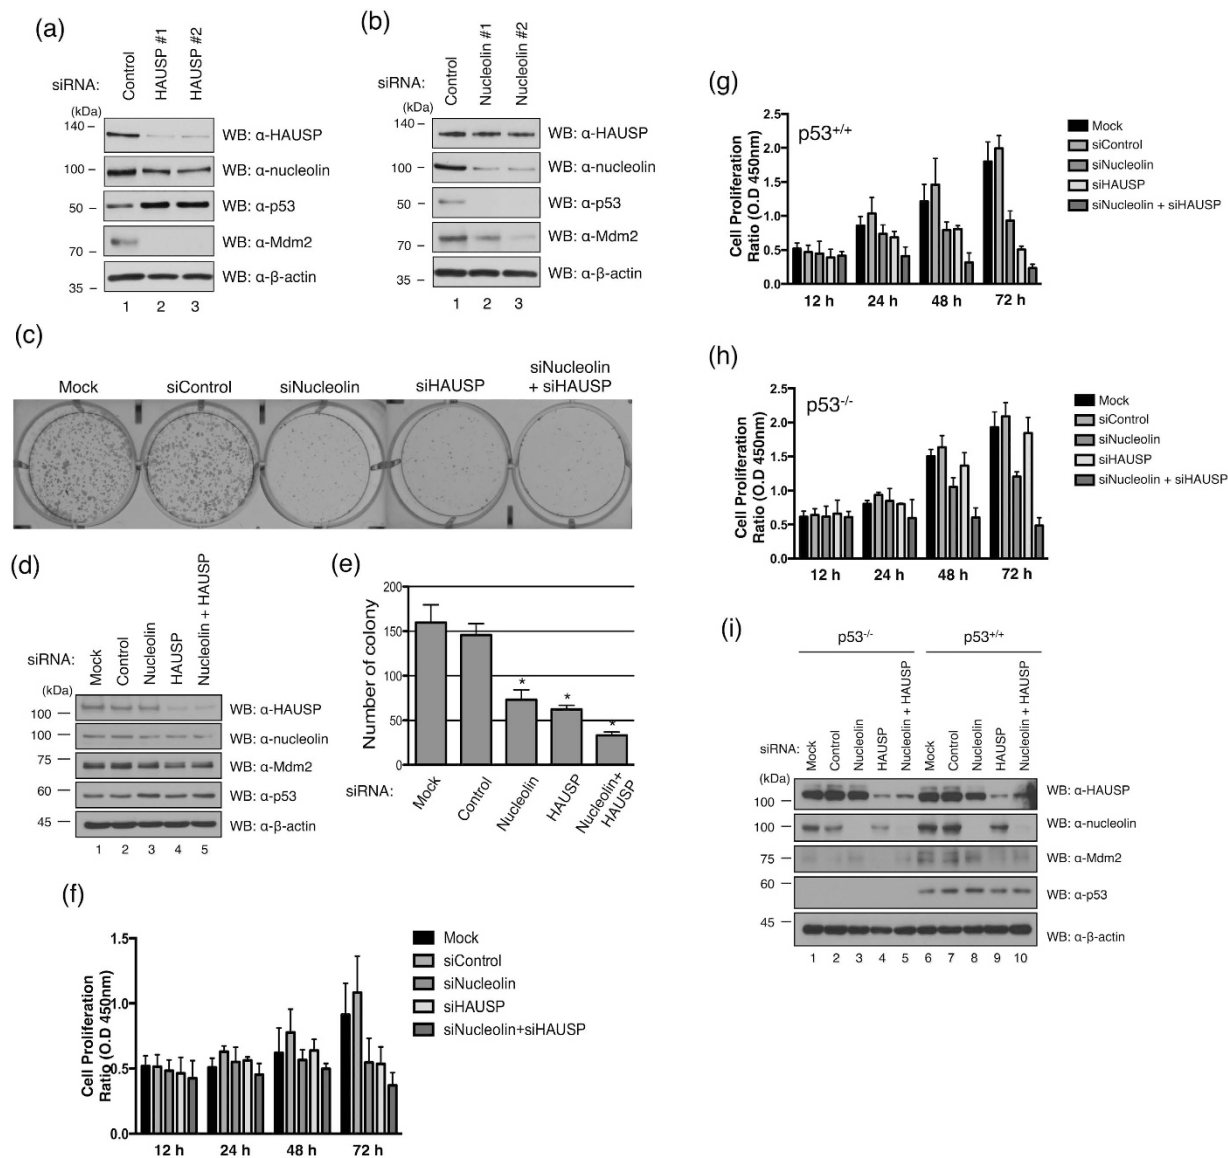 (a)
siRNA:
Control
HAUSP #1
HAUSP #2
(kDa)
140 –
WB: α-HAUSP
100 –
WB: α-nucleolin
50 –
WB: α-p53
70 –
WB: α-Mdm2
35 –
WB: α-β-actin
1 2 3
(b)
siRNA:
Control
Nucleolin #1
Nucleolin #2
(kDa)
140 –
WB: α-HAUSP
100 –
WB: α-nucleolin
50 –
WB: α-p53
70 –
WB: α-Mdm2
35 –
WB: α-β-actin
1 2 3
(c)
Mock siControl siNucleolin siHAUSP siNucleolin
+ siHAUSP
(d)
siRNA:
Mock
Control
Nucleolin
HAUSP
Nucleolin + HAUSP
(kDa)
100 —
WB: α-HAUSP
100 —
WB: α-nucleolin
75 —
WB: α-Mdm2
60 —
WB: α-p53
45 —
WB: α-β-actin
1 2 3 4 5
(e)
Number of colony
200
150
100
50
0
* * *
siRNA:
Mock
Control
Nucleolin
HAUSP
Nucleolin+
HAUSP
(f)
Cell Proliferation
Ratio (O.D 450nm)
1.5
1.0
0.5
0.0
12 h 24 h 48 h 72 h
Mock
siControl
siNucleolin
siHAUSP
siNucleolin+siHAUSP
(g)
p53+/+
Cell Proliferation
Ratio (O.D 450nm)
2.5
2.0
1.5
1.0
0.5
0.0
12 h 24 h 48 h 72 h
Mock
siControl
siNucleolin
siHAUSP
siNucleolin + siHAUSP
(h)
p53-/-
Cell Proliferation
Ratio (O.D 450nm)
2.5
2.0
1.5
1.0
0.5
0.0
12 h 24 h 48 h 72 h
Mock
siControl
siNucleolin
siHAUSP
siNucleolin + siHAUSP
(i)
p53-/- p53+/+
siRNA:
Mock
Control
Nucleolin
HAUSP
Nucleolin + HAUSP
Mock
Control
Nucleolin
HAUSP
Nucleolin + HAUSP
(kDa)
100 —
WB: α-HAUSP
100 —
WB: α-nucleolin
75 —
WB: α-Mdm2
60 —
WB: α-p53
45 —
WB: α-β-actin
1 2 3 4 5 6 7 8 9 10